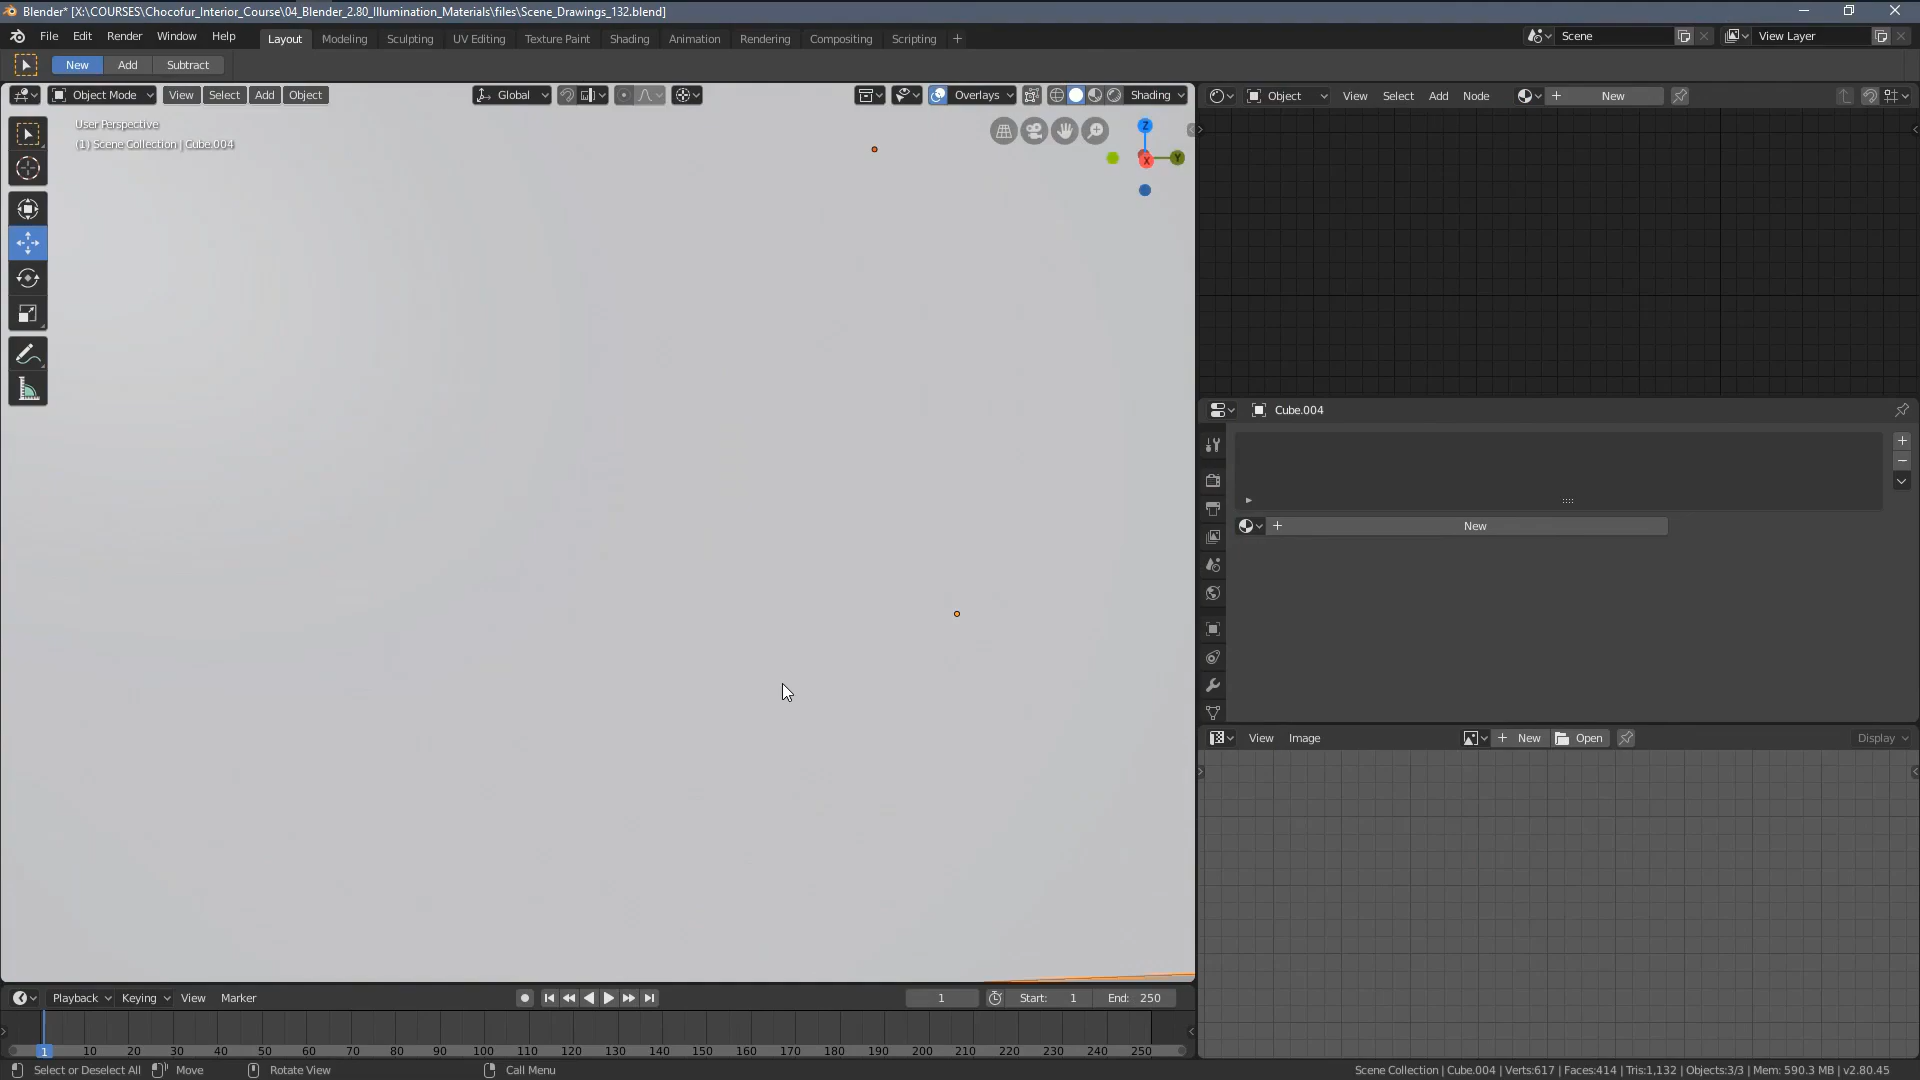 Blender* [X:\COURSES\Chocofur_Interior_Course\04_Blender_2.80_Illumination_Materials\files\Scene_Drawings_132.blend]
File Edit Render Window Help Layout Modeling Sculpting UV Editing Texture Paint Shading Animation Rendering Compositing Scripting + Scene View Layer
New Add Subtract
Object Mode View Select Add Object Global Overlays Shading
Object View Select Add Node + New
User Perspective
(1) Scene Collection | Cube.004
Z
X
Y
Cube.004
+ New
View Image + New Open Display
Playback Keying View Marker 1 Start: 1 End: 250
1 10 20 30 40 50 60 70 80 90 100 110 120 130 140 150 160 170 180 190 200 210 220 230 240 250
Select or Deselect All Move Rotate View Call Menu Scene Collection | Cube.004 | Verts:617 | Faces:414 | Tris:1,132 | Objects:3/3 | Mem: 590.3 MB | v2.80.45